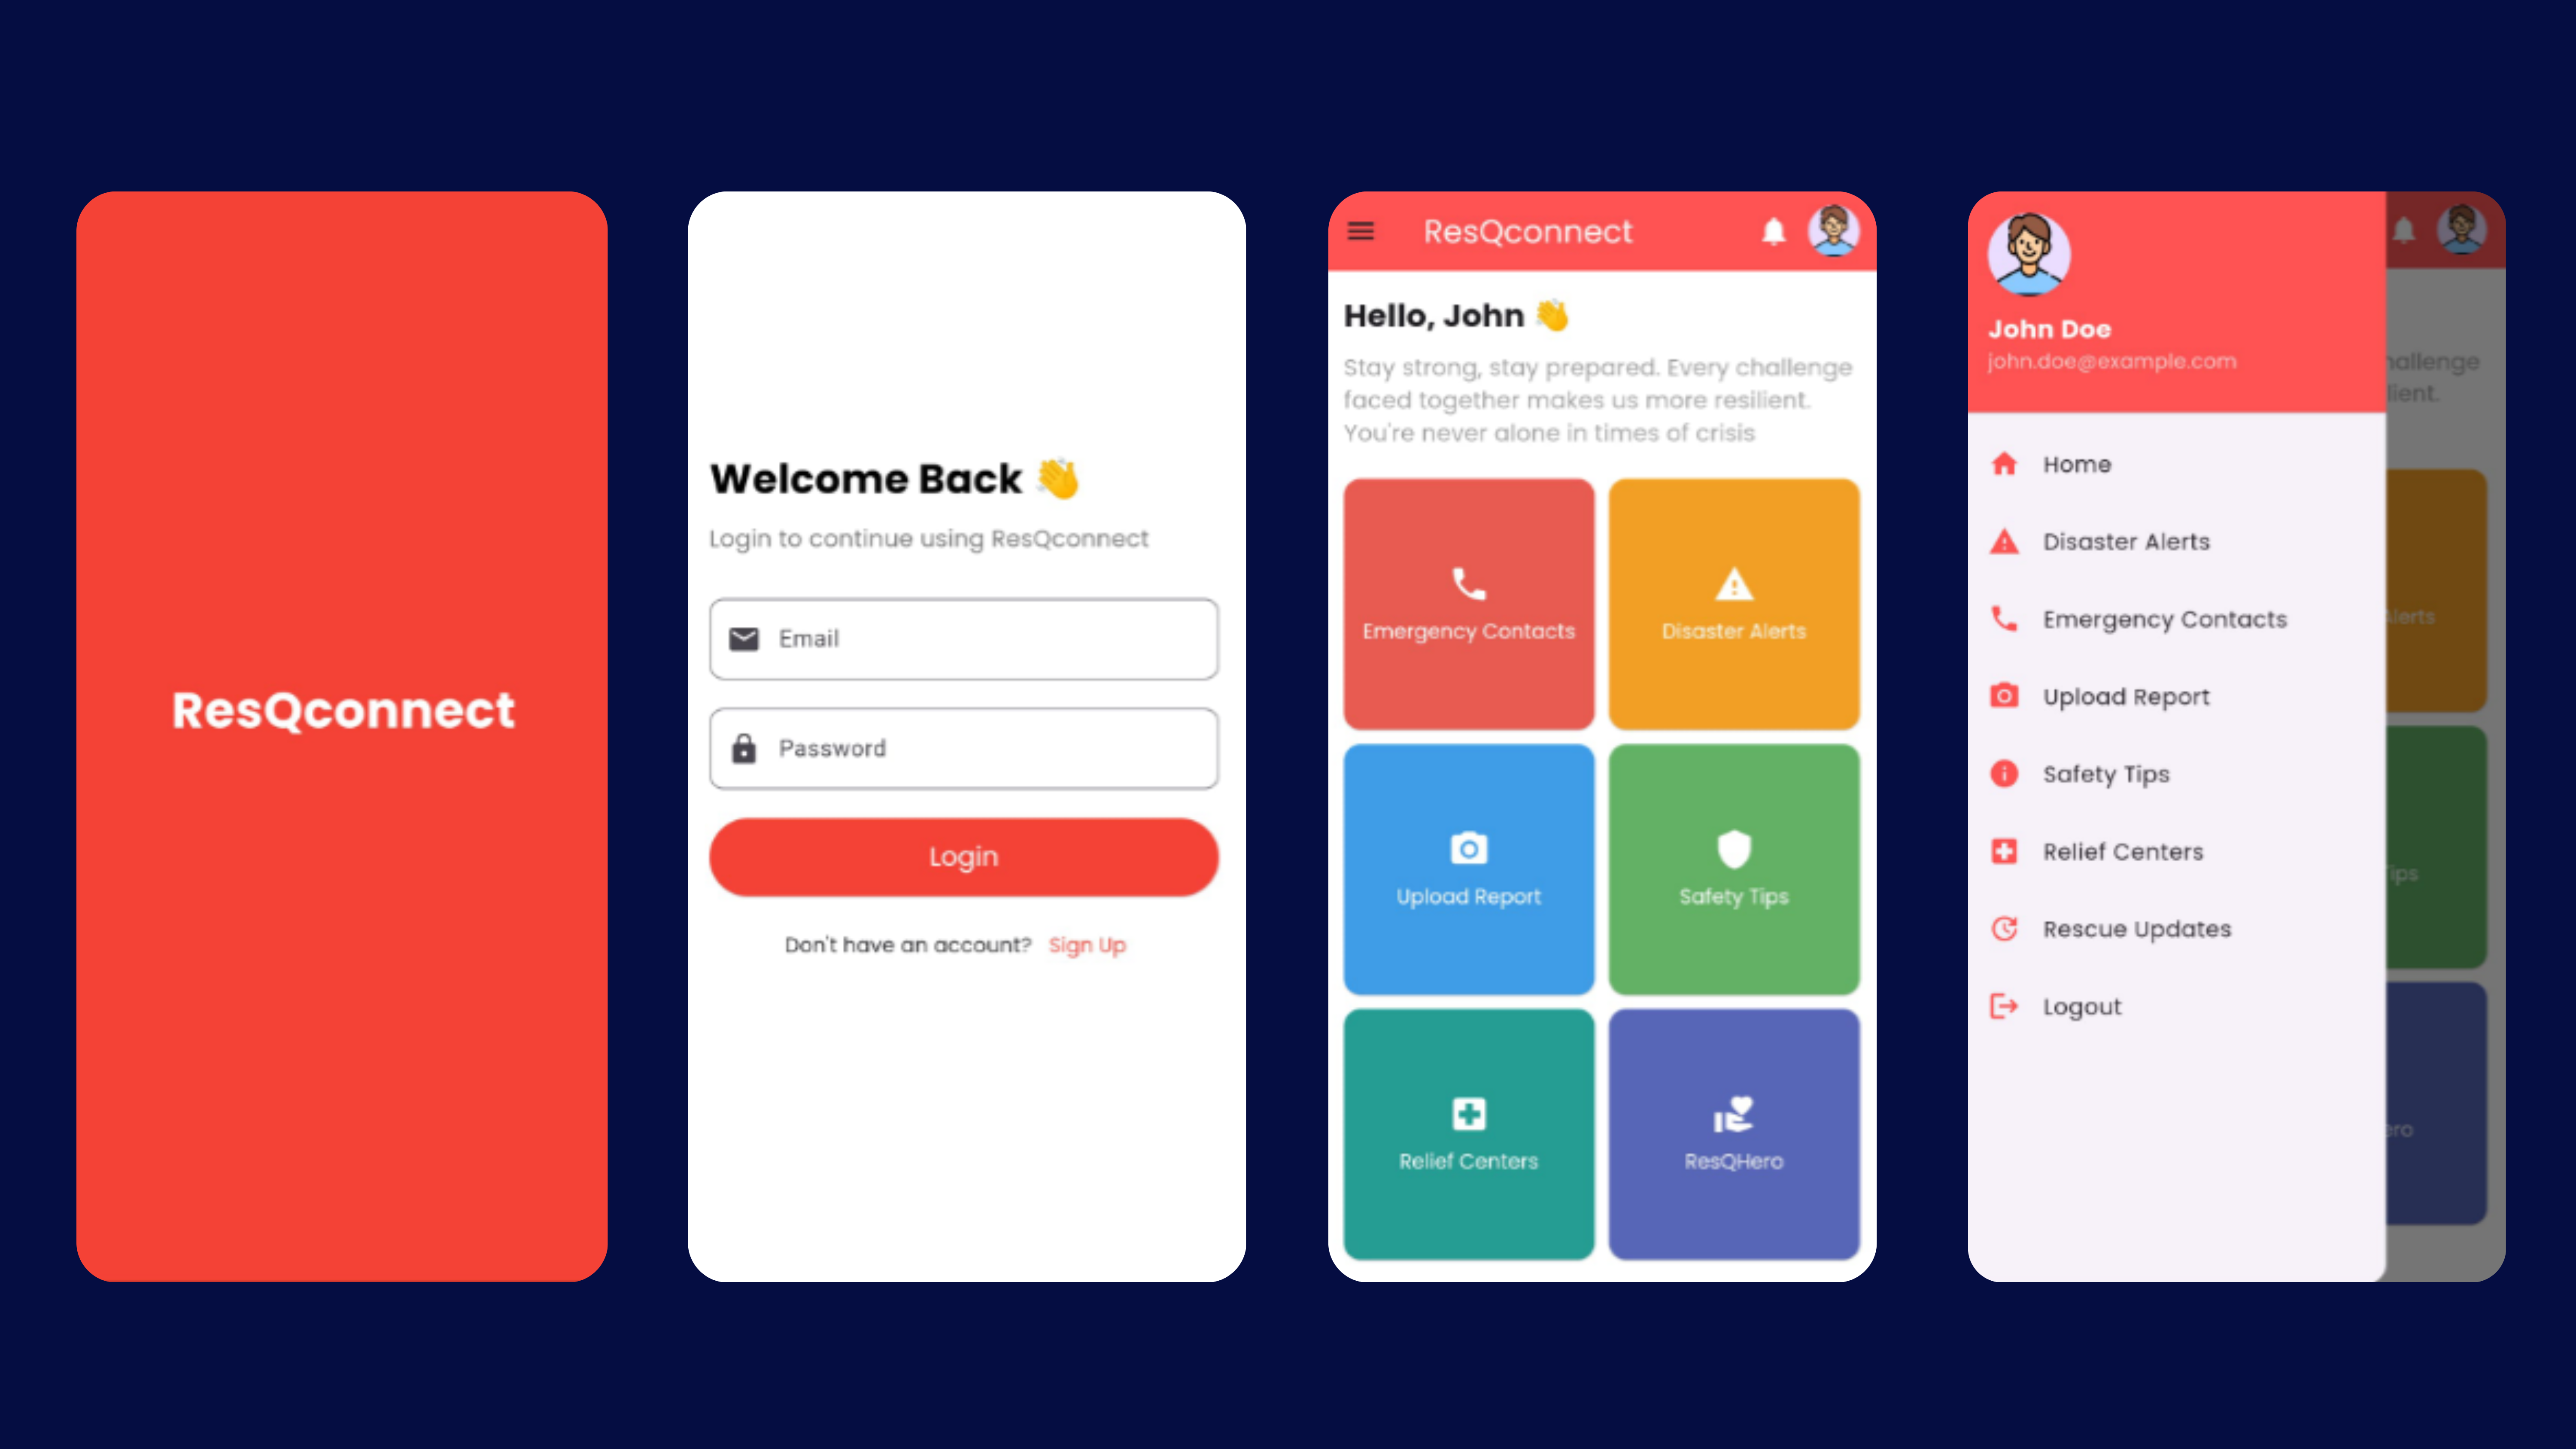 ResQconnect
Welcome Back 👋
Login to continue using ResQconnect
Email
Password
Login
Don't have an account? Sign Up
ResQconnect
Hello, John 👋
Stay strong, stay prepared. Every challenge
faced together makes us more resilient.
You're never alone in times of crisis
Emergency Contacts
Disaster Alerts
Upload Report
Safety Tips
Relief Centers
ResQHero
John Doe
john.doe@example.com
Home
Disaster Alerts
Emergency Contacts
Upload Report
Safety Tips
Relief Centers
Rescue Updates
Logout
hallenge
lient.
Alerts
ips
ero